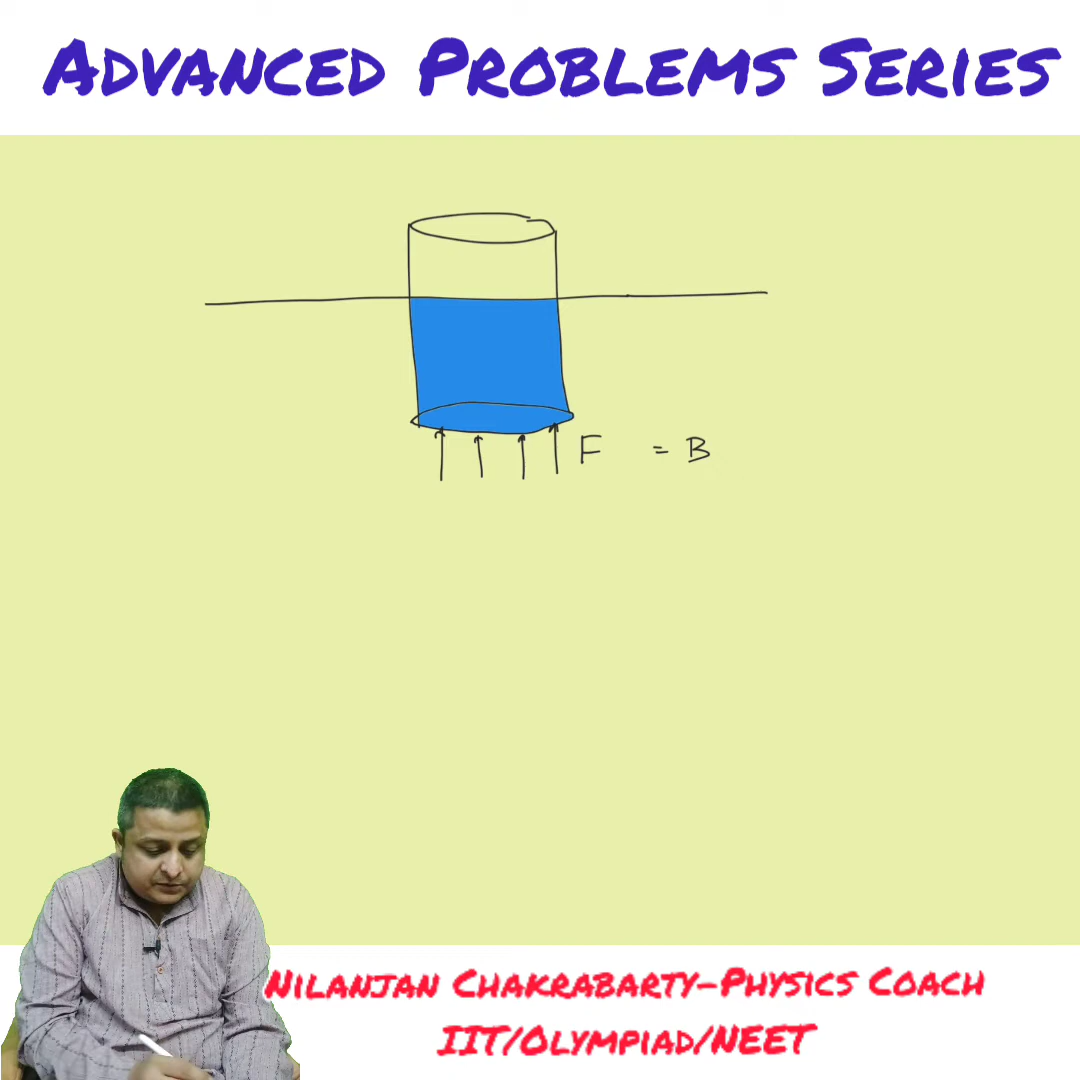 ADVANCED PROBLEMS SERIES
F = B
NILANJAN CHAKRABARTY-PHYSICS COACH
IIT/OLYMPIAD/NEET